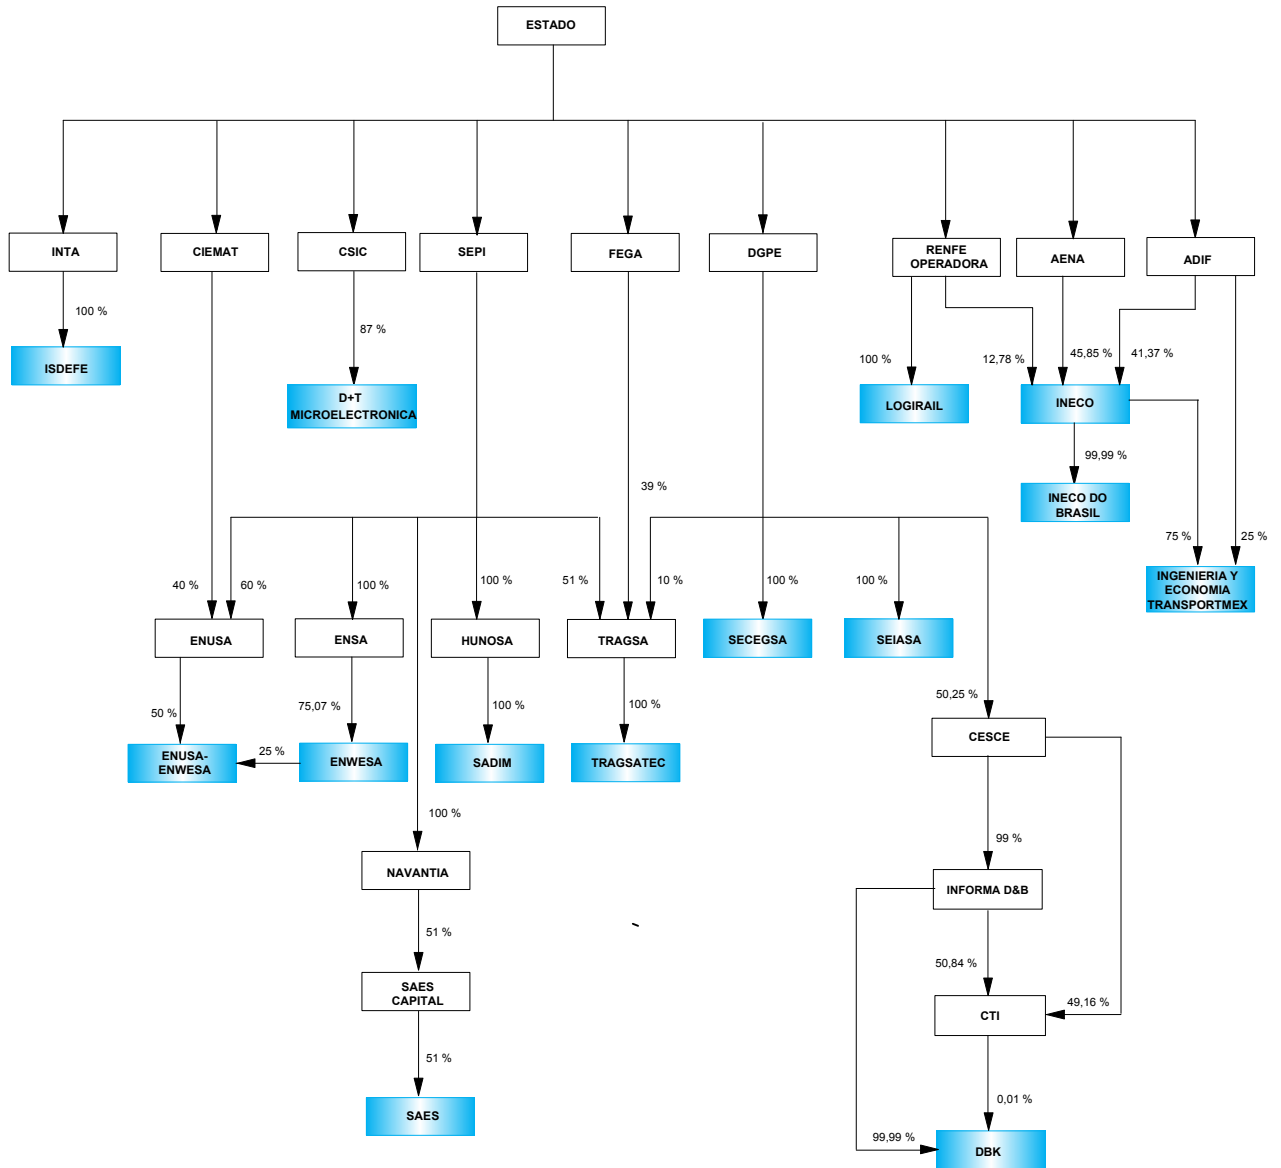 ESTADO
INTA
CIEMAT
CSIC
SEPI
FEGA
DGPE
RENFE
OPERADORA
AENA
ADIF
100 %
87 %
100 %
12,78 %
45,85 %
41,37 %
ISDEFE
D+T
MICROELECTRONICA
LOGIRAIL
INECO
99,99 %
39 %
INECO DO
BRASIL
75 %
25 %
40 %
60 %
100 %
100 %
51 %
10 %
100 %
100 %
INGENIERIA Y
ECONOMIA
TRANSPORTMEX
ENUSA
ENSA
HUNOSA
TRAGSA
SECEGSA
SEIASA
50 %
75,07 %
100 %
100 %
50,25 %
ENUSA-
ENWESA
25 %
ENWESA
SADIM
TRAGSATEC
CESCE
100 %
99 %
NAVANTIA
INFORMA D&B
51 %
50,84 %
SAES
CAPITAL
CTI
49,16 %
51 %
0,01 %
SAES
99,99 %
DBK